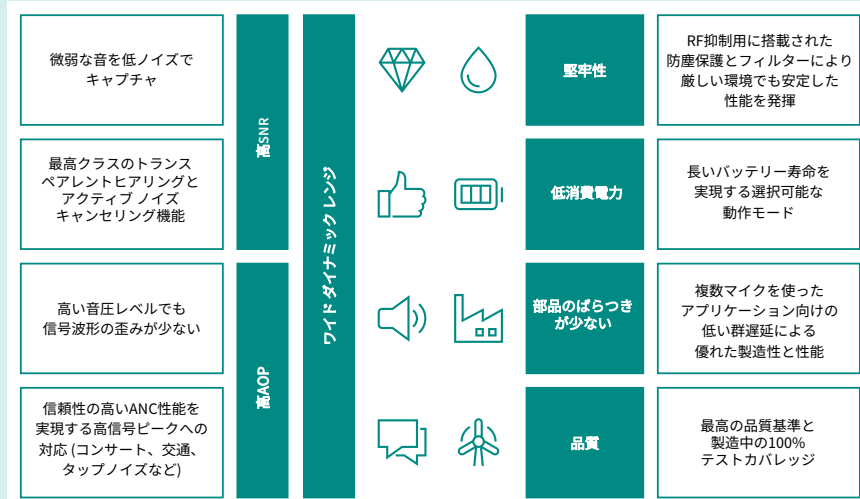 微弱な音を低ノイズで
キャプチャ
最高クラスのトランス
ペアレントヒアリングと
アクティブ ノイズ
キャンセリング機能
高い音圧レベルでも
信号波形の歪みが少ない
信頼性の高いANC性能を
実現する高信号ピークへの
対応 (コンサート、交通、
タップノイズなど)
高SNR
高AOP
ワイド ダイナミック レンジ
堅牢性
RF抑制用に搭載された
防塵保護とフィルターにより
厳しい環境でも安定した
性能を発揮
低消費電力
長いバッテリー寿命を
実現する選択可能な
動作モード
部品のばらつき
が少ない
複数マイクを使った
アプリケーション向けの
低い群遅延による
優れた製造性と性能
品質
最高の品質基準と
製造中の100%
テストカバレッジ